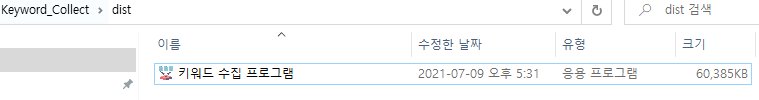 Keyword_Collect > dist
dist 검색
이름 수정한 날짜 유형 크기
키워드 수집 프로그램 2021-07-09 오후 5:31 응용 프로그램 60,385KB